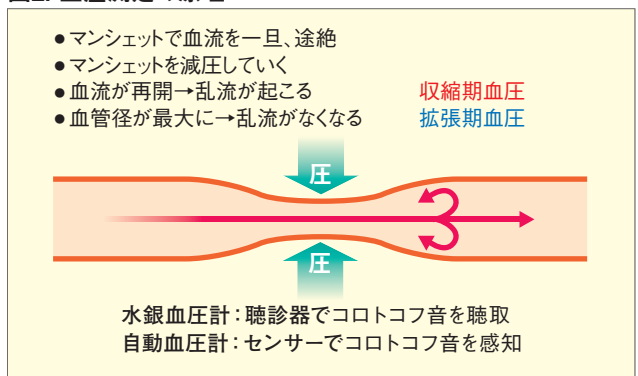 ●マンシェットで血流を一旦、途絶
●マンシェットを減圧していく
●血流が再開→乱流が起こる　収縮期血圧
●血管径が最大に→乱流がなくなる　拡張期血圧
圧
圧
水銀血圧計：聴診器でコロトコフ音を聴取
自動血圧計：センサーでコロトコフ音を感知